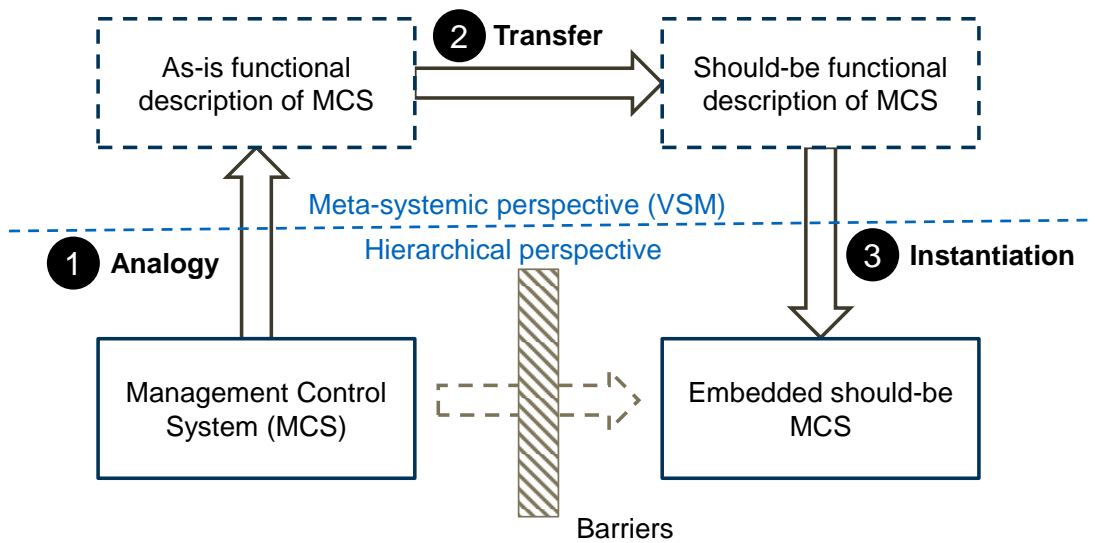 2 Transfer
As-is functional
description of MCS
Should-be functional
description of MCS
Meta-systemic perspective (VSM)
Hierarchical perspective
1 Analogy
3 Instantiation
Management Control
System (MCS)
Embedded should-be
MCS
Barriers